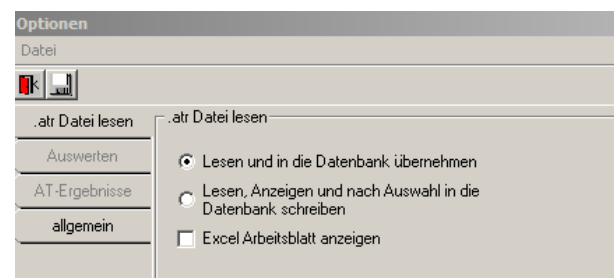 Optionen
Datei
.atr Datei lesen
Auswerten
AT-Ergebnisse
allgemein
.atr Datei lesen
Lesen und in die Datenbank übernehmen
Lesen, Anzeigen und nach Auswahl in die
Datenbank schreiben
Excel Arbeitsblatt anzeigen